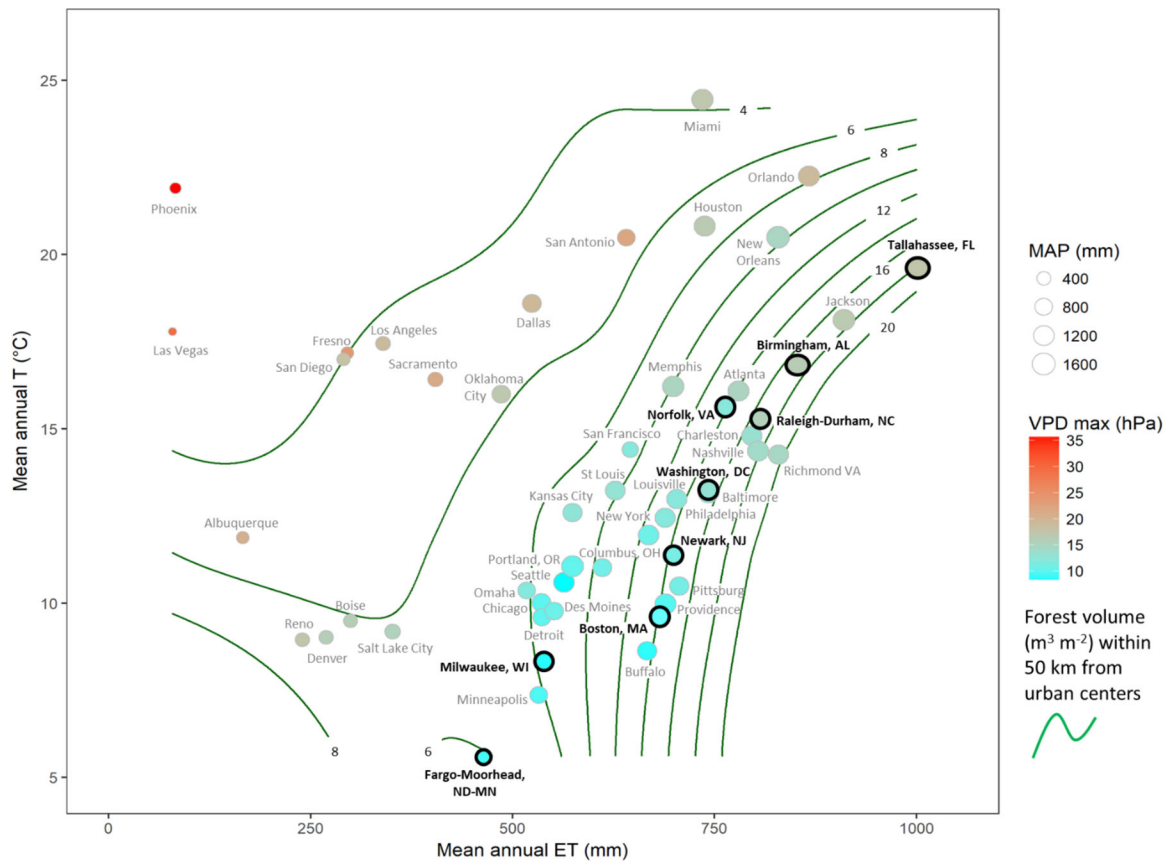 25
20
15
10
5
Mean annual T (°C)
0
250
500
750
1000
Mean annual ET (mm)
4
6
8
12
16
20
8
6
Miami
Phoenix
Orlando
Houston
San Antonio
New
Orleans
Tallahassee, FL
Dallas
Jackson
Las Vegas
Fresno
Los Angeles
San Diego
Sacramento
Oklahoma
City
Birmingham, AL
Memphis
Atlanta
Norfolk, VA
Raleigh-Durham, NC
San Francisco
Charleston
Nashville
Richmond VA
St Louis
Washington, DC
Louisville
Kansas City
Baltimore
New York
Philadelphia
Albuquerque
Newark, NJ
Portland, OR
Columbus, OH
Seattle
Pittsburg
Omaha
Chicago
Des Moines
Providence
Boise
Reno
Denver
Salt Lake City
Detroit
Boston, MA
Buffalo
Milwaukee, WI
Minneapolis
Fargo-Moorhead,
ND-MN
MAP (mm)
400
800
1200
1600
VPD max (hPa)
35
30
25
20
15
10
Forest volume
(m³ m⁻²) within
50 km from
urban centers